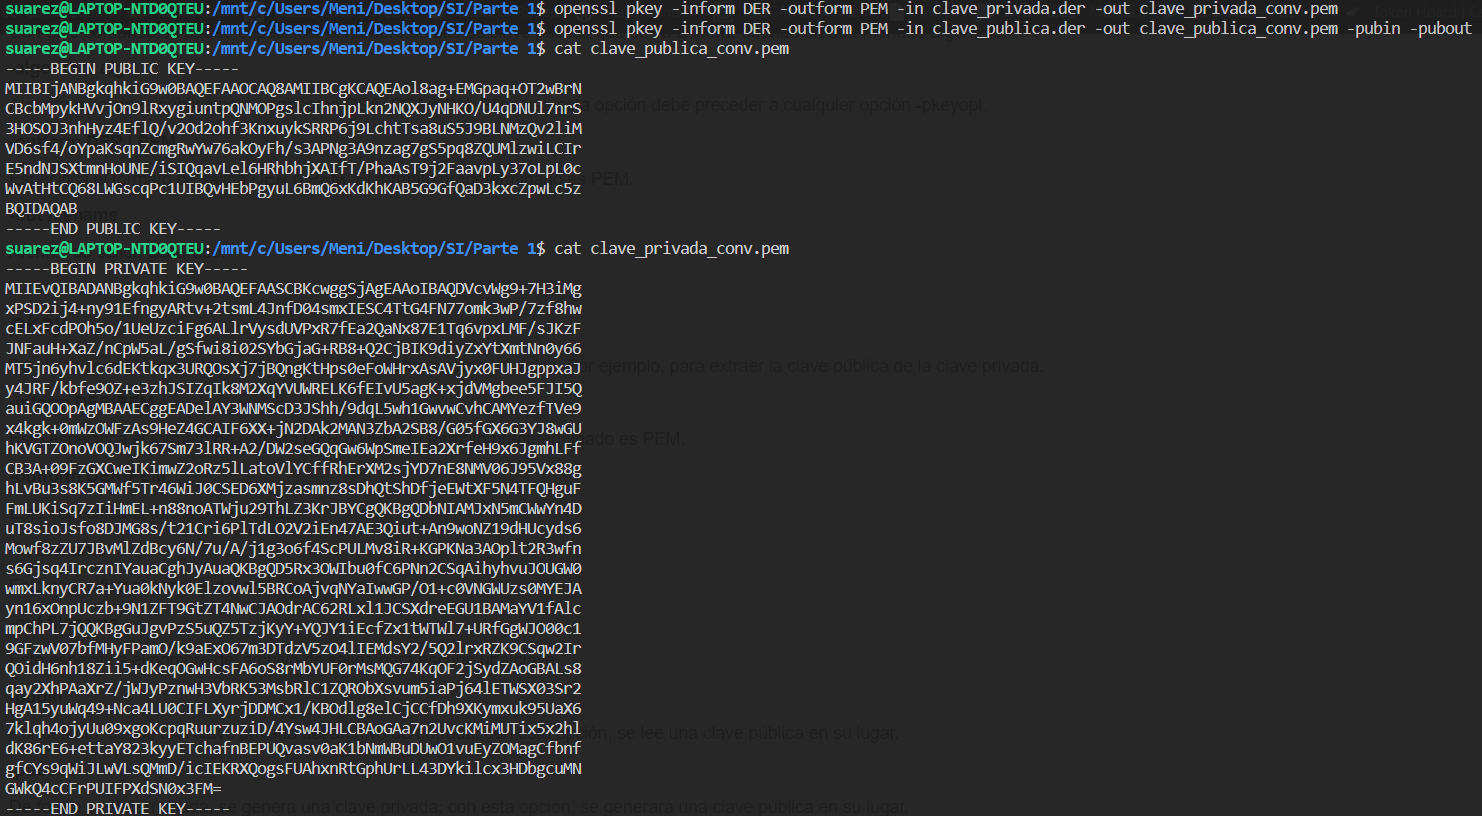 suarez@LAPTOP-NTD0QTEU:/mnt/c/Users/Meni/Desktop/SI/Parte 1$ openssl pkey -inform DER -outform PEM -in clave_privada.der -out clave_privada_conv.pem
suarez@LAPTOP-NTD0QTEU:/mnt/c/Users/Meni/Desktop/SI/Parte 1$ openssl pkey -inform DER -outform PEM -in clave_publica.der -out clave_publica_conv.pem -pubin -pubout
suarez@LAPTOP-NTD0QTEU:/mnt/c/Users/Meni/Desktop/SI/Parte 1$ cat clave_publica_conv.pem
-----BEGIN PUBLIC KEY-----
MIIBIjANBgkqhkiG9w0BAQEFAAOCAQ8AMIIBCgKCAQEAol8ag+EMGpaq+OT2wBrN
CBcbMpykHVvjOn9lRxygiuntpQNMOPgslcIhnjpLkn2NQXJyNHKO/U4qDNUl7nrS
3HOSOJ3nhHyz4EflQ/v2Od2ohf3KnxuykSRRP6j9LchtTsa8uS5J9BLNMzQv2liM
VD6sf4/oYpaKsqnZcmgRwYw76akOyFh/s3APNg3A9nzag7gS5pq8ZQUMlzwiLCIr
E5ndNJSXtmnHoUNE/iSIQqavLel6HRhbhjXAIfT/PhaAsT9j2FaavpLy37oLpL0c
WvAtHtCQ68LWGscqPc1UIBQvHEbPgyuL6BmQ6xKdKhKAB5G9GfQaD3kxcZpwLc5z
BQIDAQAB
-----END PUBLIC KEY-----
suarez@LAPTOP-NTD0QTEU:/mnt/c/Users/Meni/Desktop/SI/Parte 1$ cat clave_privada_conv.pem
-----BEGIN PRIVATE KEY-----
MIIEvQIBADANBgkqhkiG9w0BAQEFAASCBKcwggSjAgEAAoIBAQDVcvWg9+7H3iMg
xPSD2ij4+ny91EfngyARtv+2tsmL4JnfD04smxIESC4TtG4FN77omk3wP/7zf8hw
cELxFcdPOh5o/1UeUzciFg6ALlrVysdUVPxR7fEa2QaNx87E1Tq6vpxLMF/sJKzF
JNFauH+XaZ/nCpW5aL/gSfwi8i02SYbGjaG+RB8+Q2CjBIK9diyZxYtXmtNn0y66
MT5jn6yhvlc6dEKtkqx3URQOsXj7jBQngKtHps0eFoWHrxAsAVjyx0FUHJgppxaJ
y4JRF/kbfe9OZ+e3zhJSIZqIk8M2XqYVUWRELK6fEIvU5agK+xjdVMgbee5FJI5Q
auiGQOOpAgMBAAECggEADelAY3WNMScD3JShh/9dqL5wh1GwvwCvhCAMYezfTVe9
x4kgk+0mWzOWFzAs9HeZ4GCAIF6XX+jN2DAk2MAN3ZbA2SB8/G05fGX6G3YJ8wGU
hKVGTZOnoVOQJwjk67Sm73lRR+A2/DW2seGQqGw6WpSmeIEa2XrfeH9x6JgmhLFf
CB3A+09FzGXCweIKimwZ2oRz5lLatoVlYCffRhErXM2sjYD7nE8NMV06J95Vx88g
hLvBu3s8K5GMWf5Tr46WiJ0CSED6XMjzasmnz8sDhQtShDfjeEWtXF5N4TFQHguF
FmLUKiSq7zIiHmEL+n88noATWju29ThLZ3KrJBYCgQKBgQDbNIAMJxN5mCWwYn4D
uT8sioJsfo8DJMG8s/t21Cri6PlTdLO2V2iEn47AE3Qiut+An9woNZ19dHUcyds6
Mowf8zZU7JBvMlZdBcy6N/7u/A/j1g3o6f4ScPULMv8iR+KGPKNa3AOplt2R3wfn
s6Gjsq4IrcznIYauaCghJyAuaQKBgQD5Rx3OWIbu0fC6PNn2CSqAihyhvuJOUGW0
wmxLknyCR7a+Yua0kNyk0Elzovwl5BRCoAjvqNYaIwwGP/O1+c0VNGWUzs0MYEJA
yn16xOnpUczb+9N1ZFT9GtZT4NwCJAOdrAC62RLxl1JCSXdreEGU1BAMaYV1fAlc
mpChPL7jQQKBgGuJgvPzS5uQZ5TzjKyY+YQJY1iEcfZx1tWTWl7+URfGgWJO00c1
9GFzwV07bfMHyFPamO/k9aExO67m3DTdzV5zO4lIEMdsY2/5Q2lrxRZK9CSqw2Ir
QOidH6nh18Zii5+dKeqOGwHcsFA6oS8rMbYUF0rMsMQG74KqOF2jSydZAoGBALs8
qay2XhPAaXrZ/jWJyPznwH3VbRK53MsbRlC1ZQRObXsvum5iaPj64lETWSX03Sr2
HgA15yuWq49+Nca4LU0CIFLXyrjDDMCx1/KBOdlg8elCjCCfDh9XKymxuk95UaX6
7klqh4ojyUu09xgoKcpqRuurzuziD/4Ysw4JHLCBAoGAa7n2UvcKMiMUTix5x2hl
dK86rE6+ettaY823kyyETchafnBEPUQvasv0aK1bNmWBuDUwO1vuEyZOMagCfbnf
gfCYs9qWiJLwVLsQMmD/icIEKRXQogsFUAhxnRtGphUrLL43DYkilcx3HDbgcuMN
GWkQ4cCFrPUIFPXdSN0x3FM=
-----END PRIVATE KEY-----